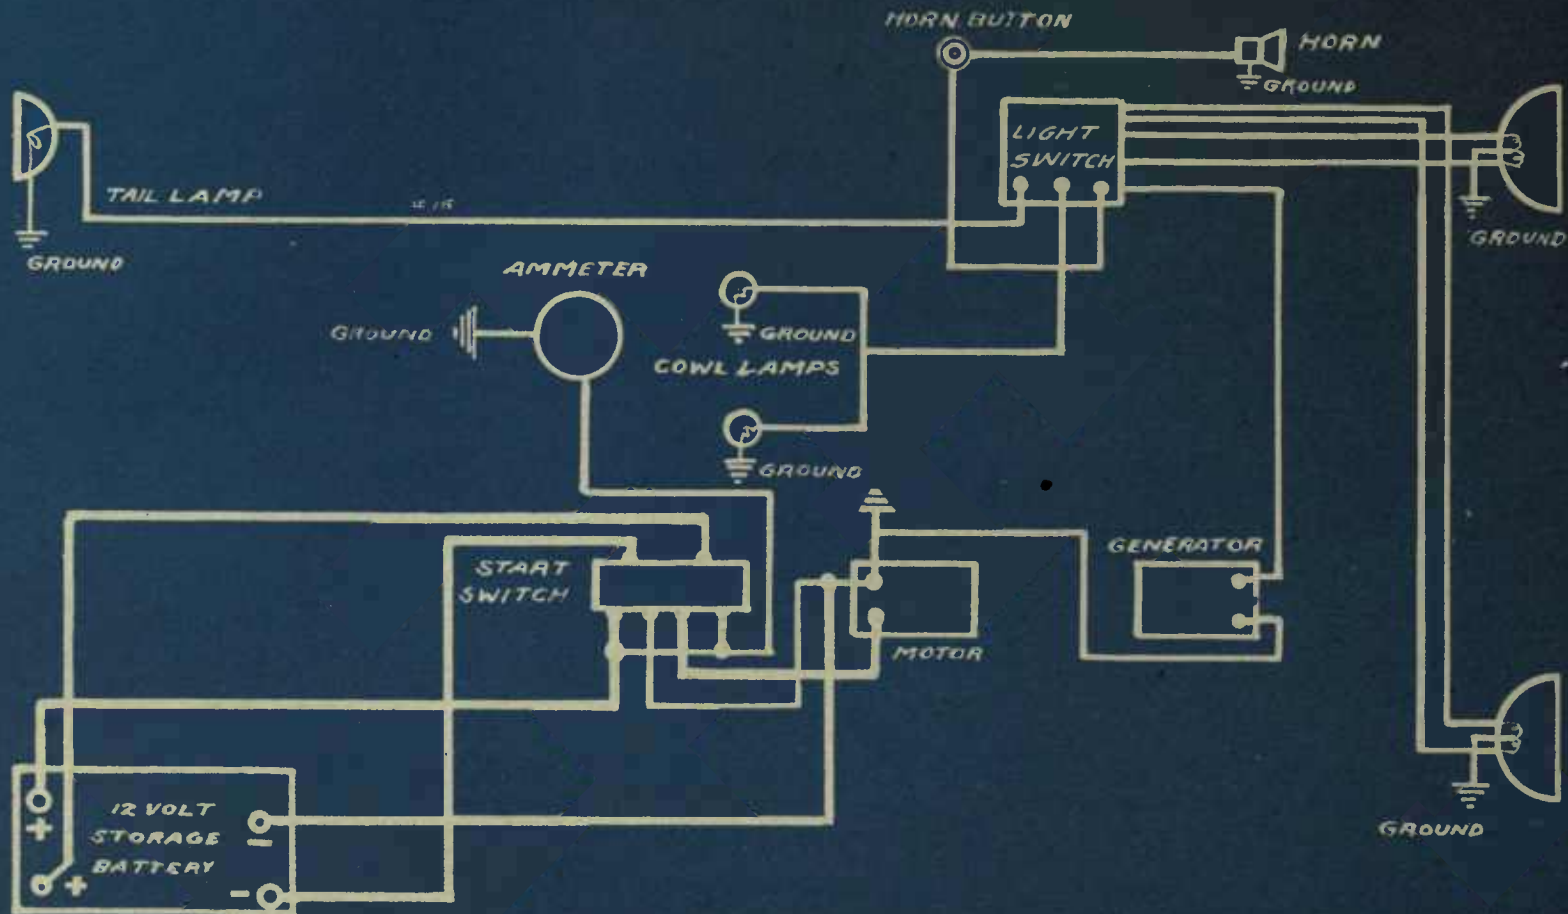 HORN BUTTON
HORN
GROUND
LIGHT
SWITCH
TAIL LAMP
GROUND
GROUND
AMMETER
GROUND
GROUND
COWL LAMPS
GROUND
START
SWITCH
GENERATOR
MOTOR
12 VOLT
STORAGE
BATTERY
+
+
-
-
GROUND